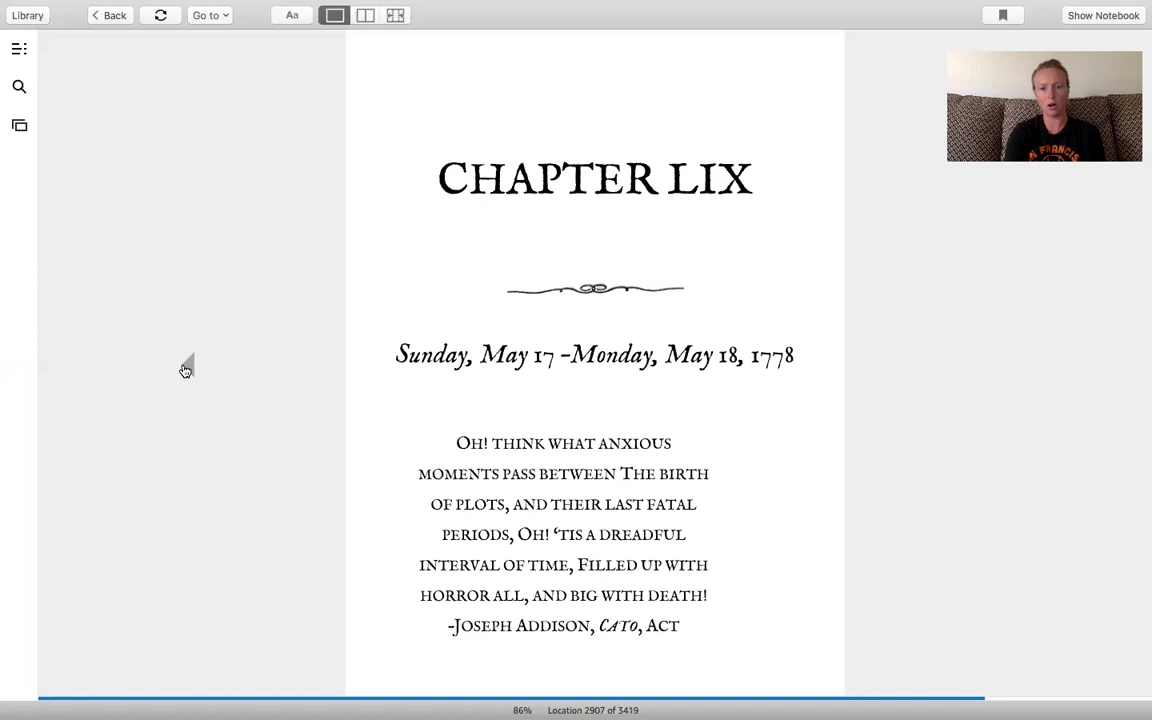 Library
Back
Go to
Aa
Show Notebook
AN FRANCIS
CHAPTER LIX
Sunday, May 17 –Monday, May 18, 1778
OH! THINK WHAT ANXIOUS
MOMENTS PASS BETWEEN THE BIRTH
OF PLOTS, AND THEIR LAST FATAL
PERIODS, OH! ‘TIS A DREADFUL
INTERVAL OF TIME, FILLED UP WITH
HORROR ALL, AND BIG WITH DEATH!
-JOSEPH ADDISON, CATO, ACT
86% Location 2907 of 3419